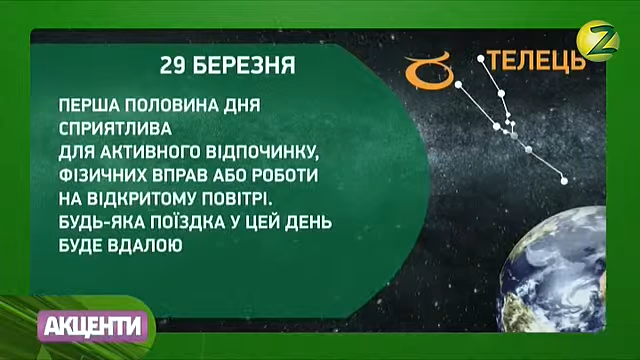 Z
29 БЕРЕЗНЯ
ТЕЛЕЦЬ
ПЕРША ПОЛОВИНА ДНЯ
СПРИЯТЛИВА
ДЛЯ АКТИВНОГО ВІДПОЧИНКУ,
ФІЗИЧНИХ ВПРАВ АБО РОБОТИ
НА ВІДКРИТОМУ ПОВІТРІ.
БУДЬ-ЯКА ПОЇЗДКА У ЦЕЙ ДЕНЬ
БУДЕ ВДАЛОЮ
АКЦЕНТИ